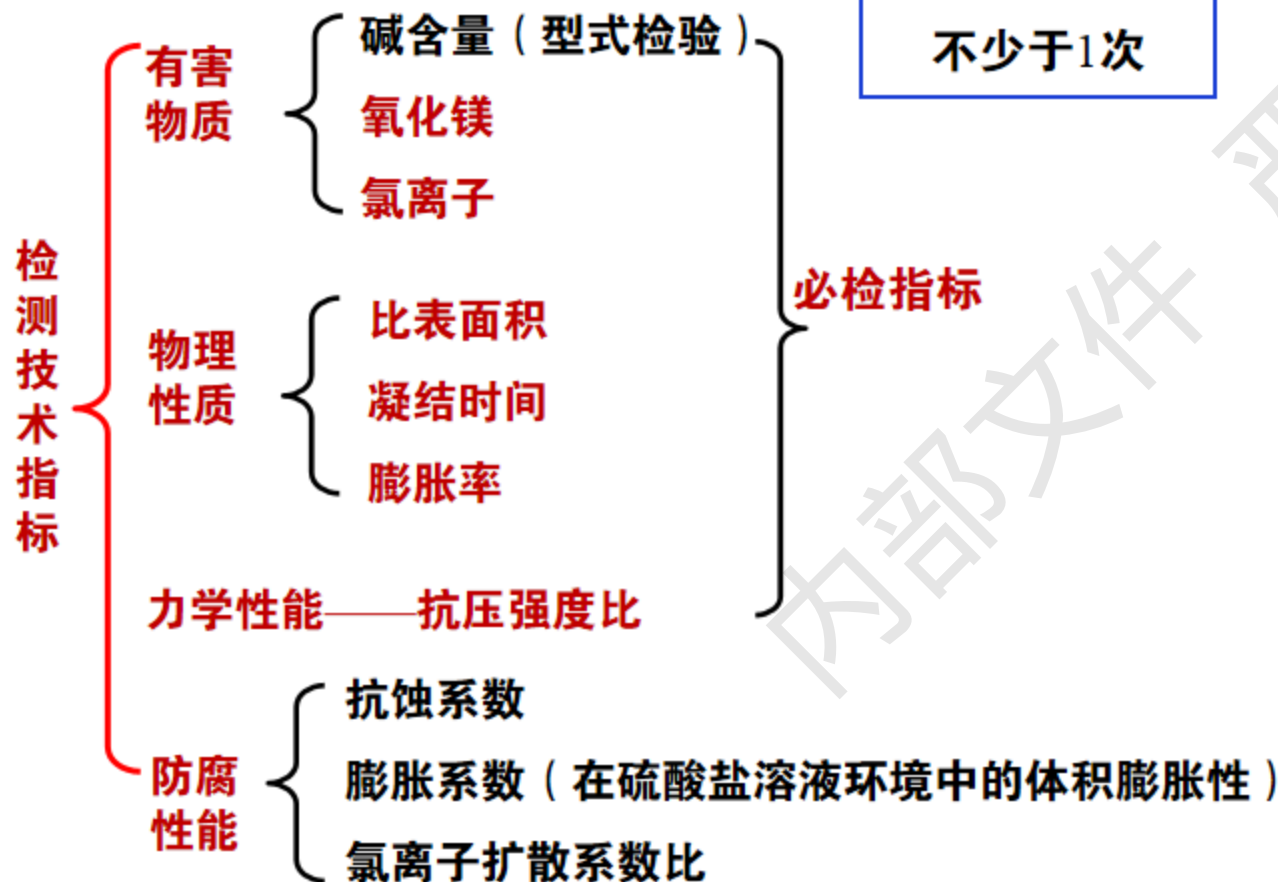 碱含量（型式检验）
不少于1次
有害
物质
氧化镁
氯离子
检测技术指标
必检指标
物理
性质
比表面积
凝结时间
膨胀率
力学性能——抗压强度比
抗蚀系数
防腐
性能
膨胀系数（在硫酸盐溶液环境中的体积膨胀性）
氯离子扩散系数比
内部文件